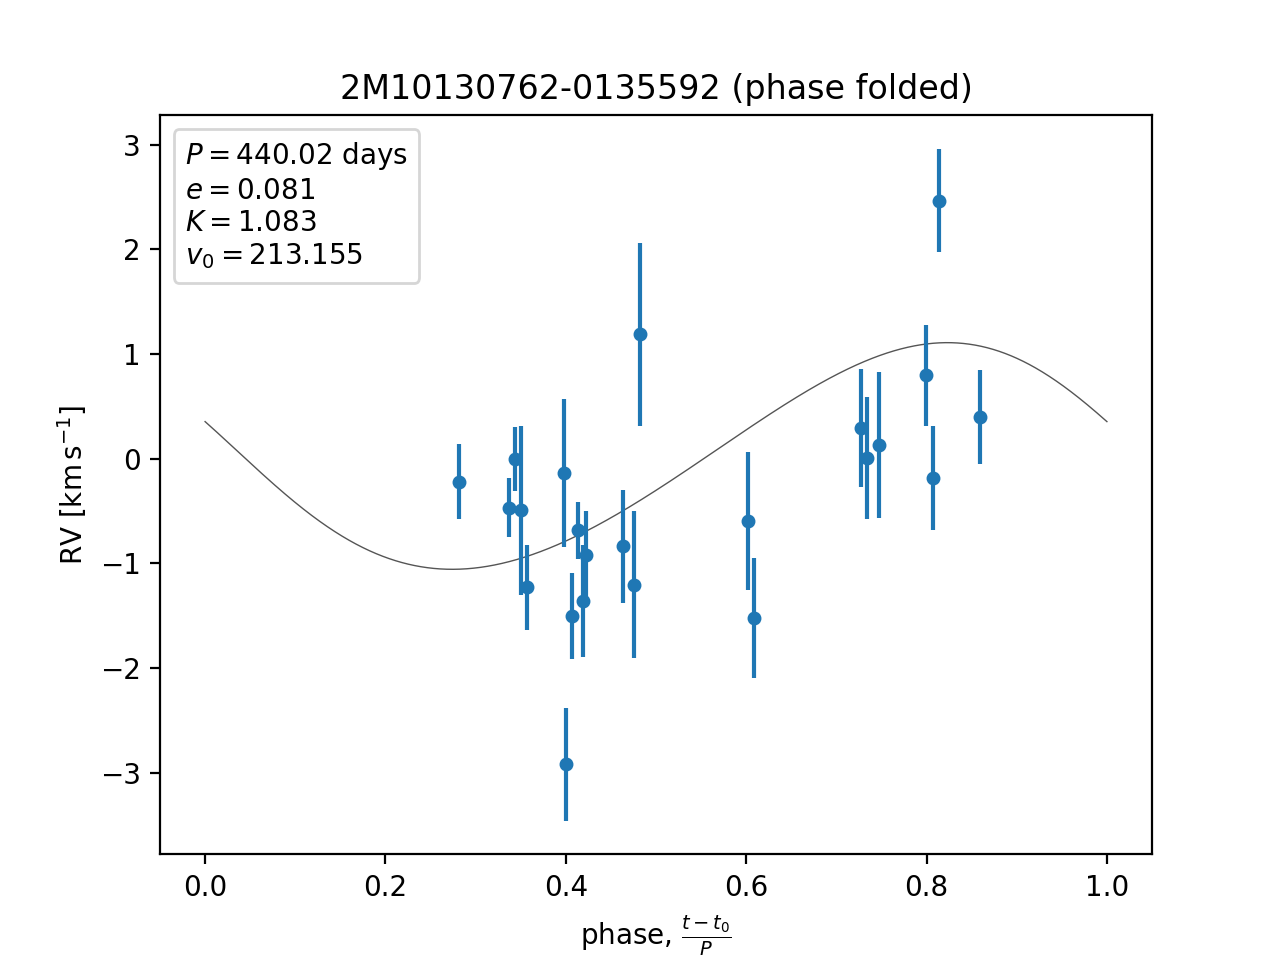 2M10130762-0135592 (phase folded)
P = 440.02 days
e = 0.081
K = 1.083
v₀ = 213.155
3
2
1
0
−1
−2
−3
RV [km s⁻¹]
0.0 0.2 0.4 0.6 0.8 1.0
phase, (t − t₀)/P